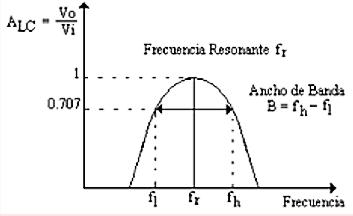 A_LC = Vo/Vi
Frecuencia Resonante f_r
1
Ancho de Banda
0.707
B = f_h - f_l
f_l f_r f_h Frecuencia